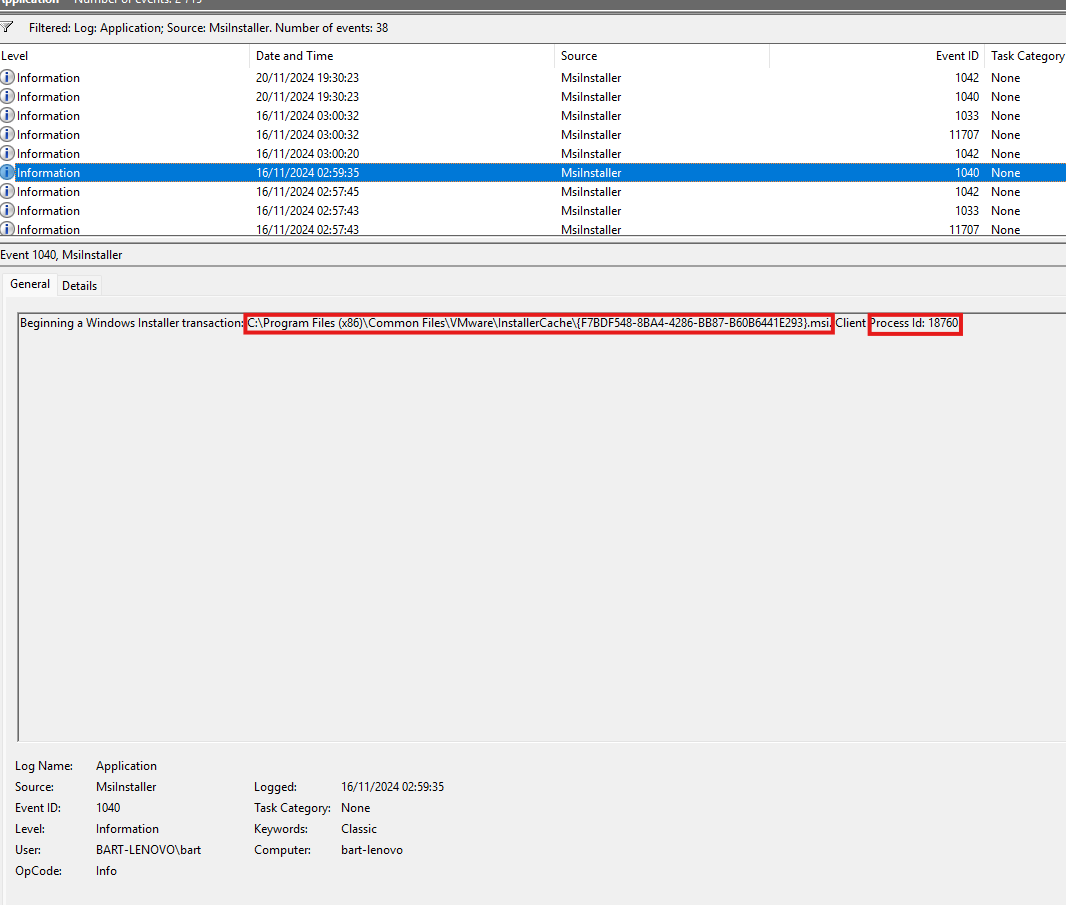 Application Number of events: 2 715
Filtered: Log: Application; Source: MsiInstaller. Number of events: 38
Level Date and Time Source Event ID Task Category
Information 20/11/2024 19:30:23 MsiInstaller 1042 None
Information 20/11/2024 19:30:23 MsiInstaller 1040 None
Information 16/11/2024 03:00:32 MsiInstaller 1033 None
Information 16/11/2024 03:00:32 MsiInstaller 11707 None
Information 16/11/2024 03:00:20 MsiInstaller 1042 None
Information 16/11/2024 02:59:35 MsiInstaller 1040 None
Information 16/11/2024 02:57:45 MsiInstaller 1042 None
Information 16/11/2024 02:57:43 MsiInstaller 1033 None
Information 16/11/2024 02:57:43 MsiInstaller 11707 None
Event 1040, MsiInstaller
General Details
Beginning a Windows Installer transaction: C:\Program Files (x86)\Common Files\VMware\InstallerCache\{F7BDF548-8BA4-4286-BB87-B60B6441E293}.msi. Client Process Id: 18760.
Log Name: Application
Source: MsiInstaller Logged: 16/11/2024 02:59:35
Event ID: 1040 Task Category: None
Level: Information Keywords: Classic
User: BART-LENOVO\bart Computer: bart-lenovo
OpCode: Info